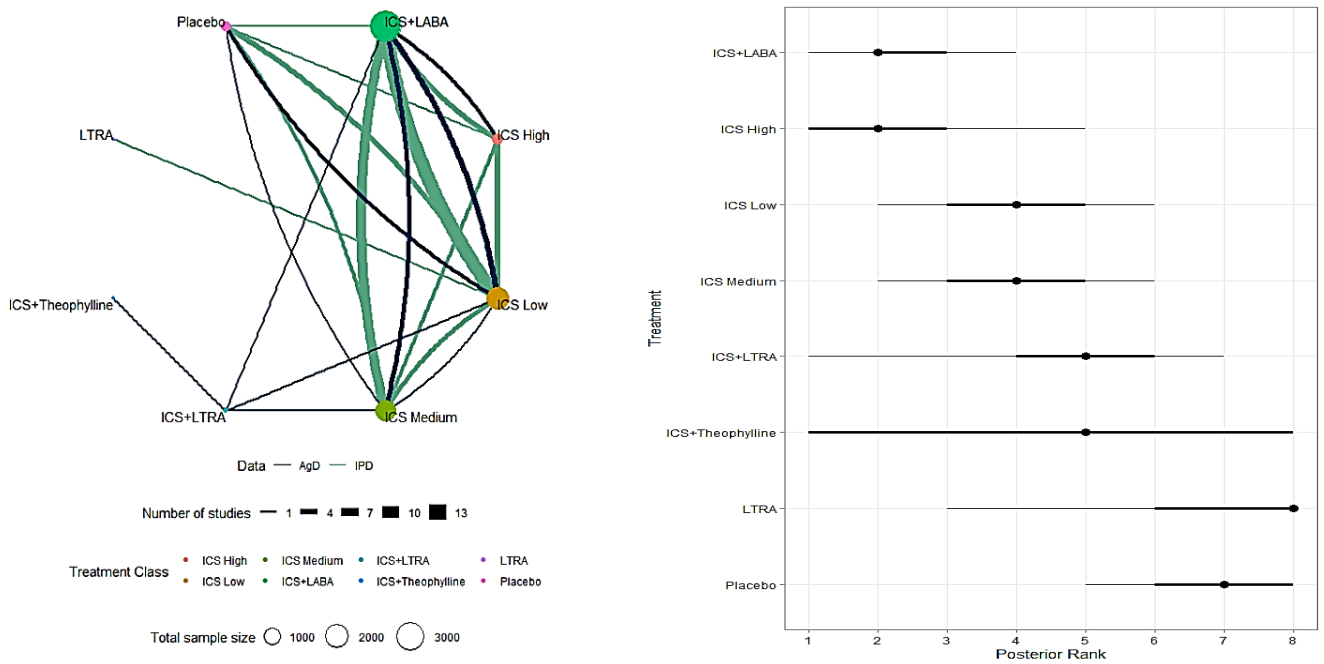 Placebo
ICS+LABA
LTRA
ICS High
ICS+Theophylline
ICS Low
ICS+LTRA
ICS Medium
Data AgD IPD
Number of studies 1 4 7 10 13
Treatment Class
ICS High ICS Medium ICS+LTRA LTRA
ICS Low ICS+LABA ICS+Theophylline Placebo
Total sample size 1000 2000 3000
Treatment
ICS+LABA
ICS High
ICS Low
ICS Medium
ICS+LTRA
ICS+Theophylline
LTRA
Placebo
1 2 3 4 5 6 7 8
Posterior Rank